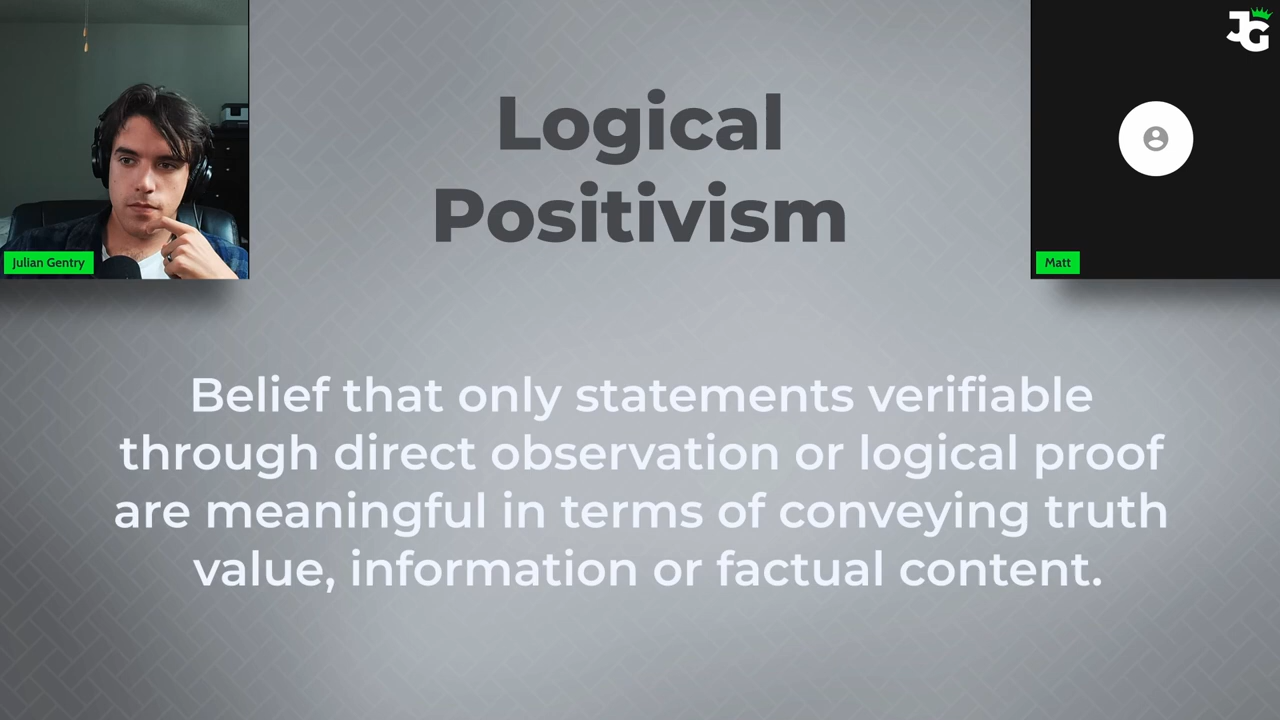 JG
Logical
Positivism
Julian Gentry
Matt
Belief that only statements verifiable
through direct observation or logical proof
are meaningful in terms of conveying truth
value, information or factual content.